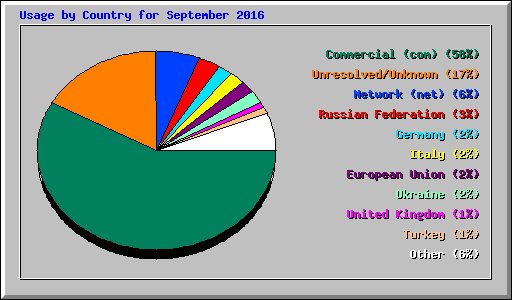 Usage by Country for September 2016
Commercial (com) (58%)
Unresolved/Unknown (17%)
Network (net) (6%)
Russian Federation (3%)
Germany (2%)
Italy (2%)
European Union (2%)
Ukraine (2%)
United Kingdom (1%)
Turkey (1%)
Other (6%)